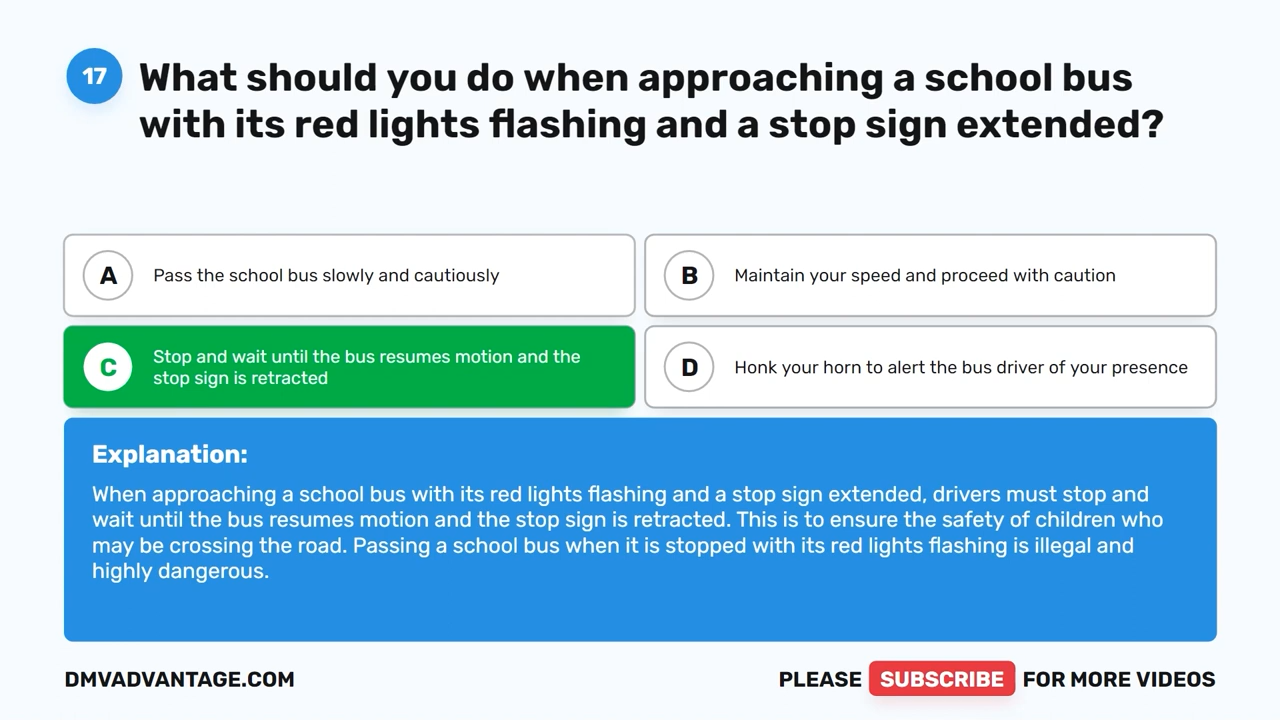 17
What should you do when approaching a school bus
with its red lights flashing and a stop sign extended?
A
Pass the school bus slowly and cautiously
B
Maintain your speed and proceed with caution
C
Stop and wait until the bus resumes motion and the
stop sign is retracted
D
Honk your horn to alert the bus driver of your presence
Explanation:
When approaching a school bus with its red lights flashing and a stop sign extended, drivers must stop and
wait until the bus resumes motion and the stop sign is retracted. This is to ensure the safety of children who
may be crossing the road. Passing a school bus when it is stopped with its red lights flashing is illegal and
highly dangerous.
DMVADVANTAGE.COM
PLEASE SUBSCRIBE FOR MORE VIDEOS